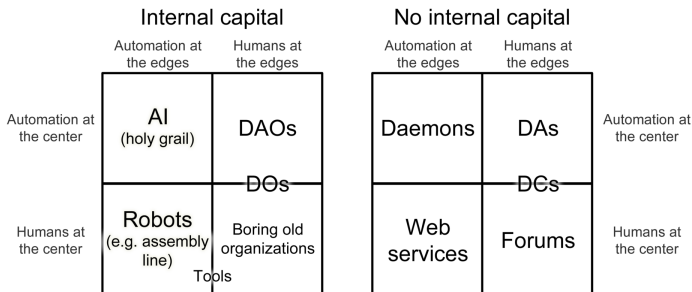 Internal capital
No internal capital
Automation at
the edges
Humans at
the edges
Automation at
the edges
Humans at
the edges
Automation at
the center
AI
(holy grail)
DAOs
Daemons
DAs
Automation at
the center
DOs
DCs
Humans at
the center
Robots
(e.g. assembly
line)
Boring old
organizations
Tools
Web
services
Forums
Humans at
the center